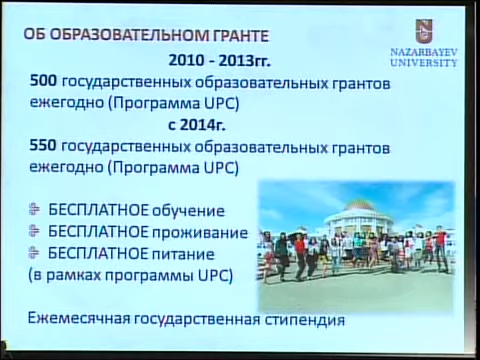 ОБ ОБРАЗОВАТЕЛЬНОМ ГРАНТЕ
NAZARBAYEV
UNIVERSITY
2010 - 2013гг.
500 государственных образовательных грантов
ежегодно (Программа UPC)
с 2014г.
550 государственных образовательных грантов
ежегодно (Программа UPC)
БЕСПЛАТНОЕ обучение
БЕСПЛАТНОЕ проживание
БЕСПЛАТНОЕ питание
(в рамках программы UPC)
Ежемесячная государственная стипендия